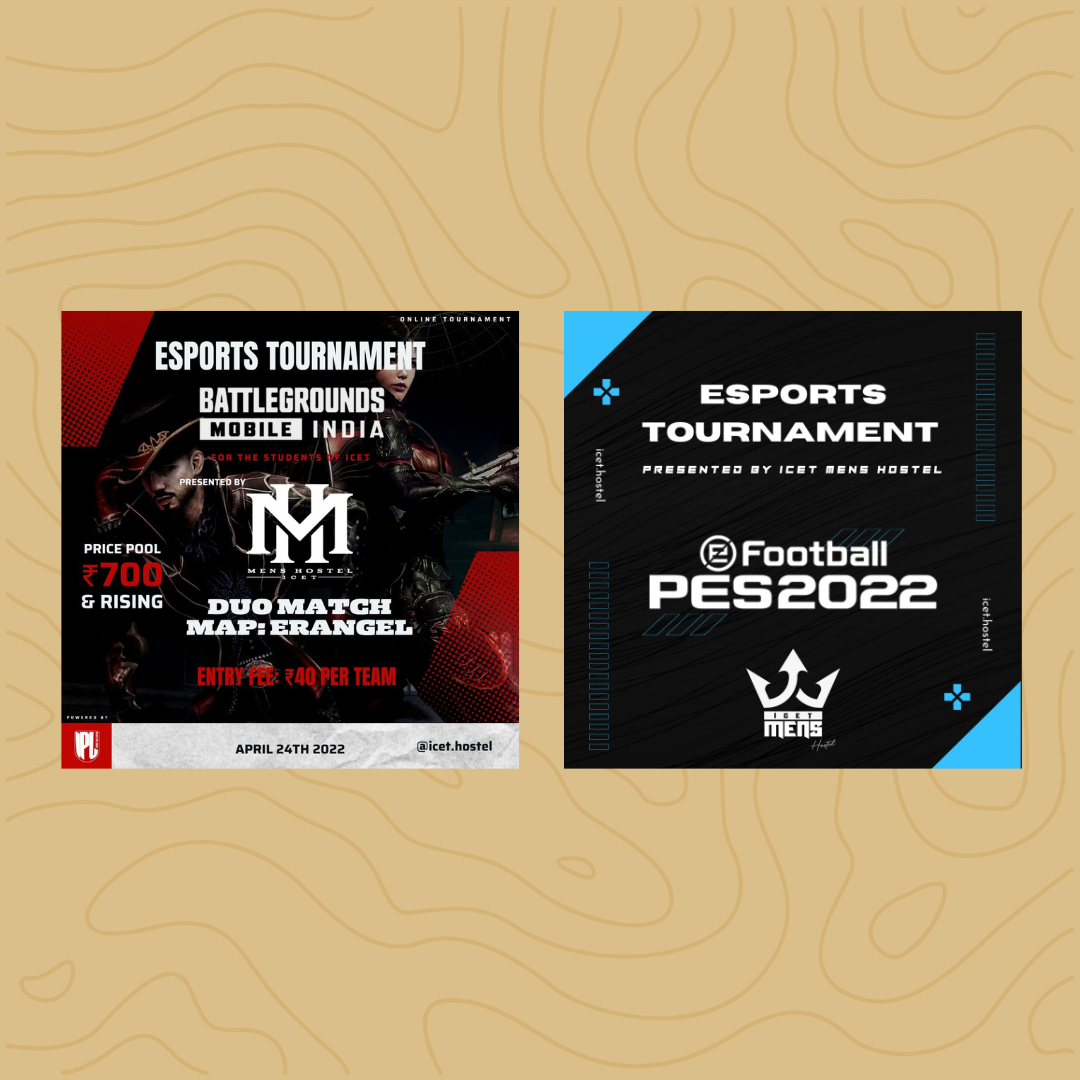 ONLINE TOURNAMENT
ESPORTS TOURNAMENT
BATTLEGROUNDS
MOBILE INDIA
FOR THE STUDENTS OF ICET
PRESENTED BY
MH
MENS HOSTEL
ICET
PRICE POOL
₹700
& RISING
DUO MATCH
MAP: ERANGEL
ENTRY FEE: ₹40 PER TEAM
POWERED BY
APRIL 24TH 2022
@icet.hostel
ESPORTS
TOURNAMENT
PRESENTED BY ICET MENS HOSTEL
icet.hostel
eFootball
PES2022
icet.hostel
ICET
MENS
Hostel